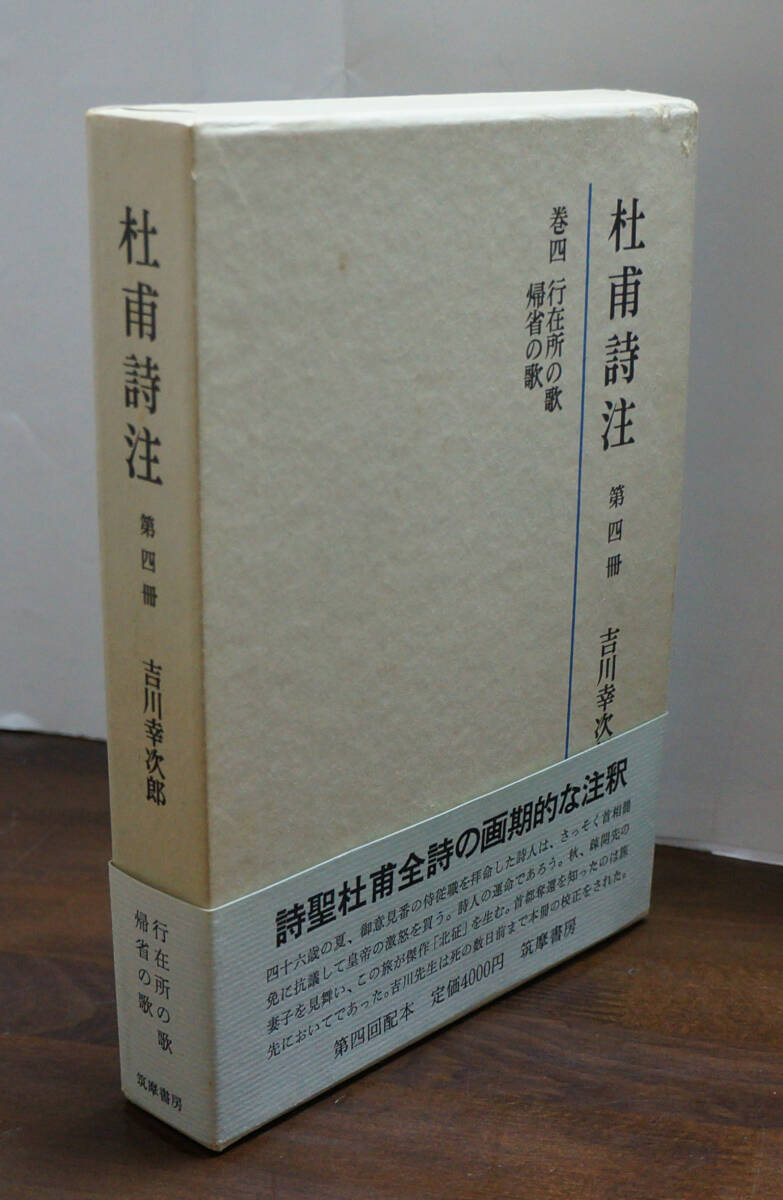 杜甫詩注
第四冊
吉川幸次郎
杜甫詩注
第四冊
吉川幸次
巻四 行在所の歌
帰省の歌
詩聖杜甫全詩の画期的な注釈
四十六歳の夏、御意見番の侍従職を拝命した詩人は、さっそく首相罷
免に抗議して皇帝の激怒を買う。詩人の運命であろう。秋、疎開先の
妻子を見舞い、この旅が傑作「北征」を生む。首都奪還を知ったのは旅
先においてであった。吉川先生は死の数日前まで本冊の校正をされた。
第四回配本 定価4000円 筑摩書房
行在所の歌
帰省の歌
筑摩書房